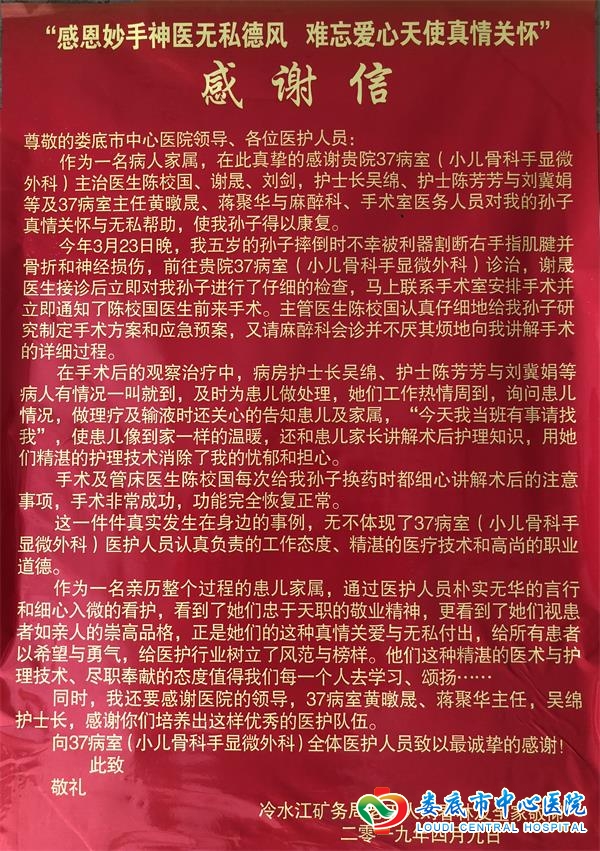 “感恩妙手神医无私德风 难忘爱心天使真情关怀”
感谢信
尊敬的娄底市中心医院领导、各位医护人员：
作为一名病人家属，在此真挚的感谢贵院37病室（小儿骨科手显微
外科）主治医生陈校国、谢晟、刘剑，护士长吴绵、护士陈芳芳与刘冀娟
等及37病室主任黄暾晟、蒋聚华与麻醉科、手术室医务人员对我的孙子
真情关怀与无私帮助，使我孙子得以康复。
今年3月23日晚，我五岁的孙子摔倒时不幸被利器割断右手指肌腱并
骨折和神经损伤，前往贵院37病室（小儿骨科手显微外科）诊治，谢晟
医生接诊后立即对我孙子进行了仔细的检查，马上联系手术室安排手术并
立即通知了陈校国医生前来手术。主管医生陈校国认真仔细地给我孙子研
究制定手术方案和应急预案，又请麻醉科会诊并不厌其烦地向我讲解手术
的详细过程。
在手术后的观察治疗中，病房护士长吴绵、护士陈芳芳与刘冀娟等
病人有情况一叫就到，及时为患儿做处理，她们工作热情周到，询问患儿
情况，做理疗及输液时还关心的告知患儿及家属，“今天我当班有事请找
我”，使患儿像到家一样的温暖，还和患儿家长讲解术后护理知识，用她
们精湛的护理技术消除了我的忧郁和担心。
手术及管床医生陈校国每次给我孙子换药时都细心讲解术后的注意
事项，手术非常成功，功能完全恢复正常。
这一件件真实发生在身边的事例，无不体现了37病室（小儿骨科手
显微外科）医护人员认真负责的工作态度、精湛的医疗技术和高尚的职业
道德。
作为一名亲历整个过程的患儿家属，通过医护人员朴实无华的言行
和细心入微的看护，看到了她们忠于天职的敬业精神，更看到了她们视患
者如亲人的崇高品格，正是她们的这种真情关爱与无私付出，给所有患者
以希望与勇气，给医护行业树立了风范与榜样。他们这种精湛的医术与护
理技术、尽职奉献的态度值得我们每一个人去学习、颂扬……
同时，我还要感谢医院的领导，37病室黄暾晟、蒋聚华主任，吴绵
护士长，感谢你们培养出这样优秀的医护队伍。
向37病室（小儿骨科手显微外科）全体医护人员致以最诚挚的感谢！
此致
敬礼
冷水江矿务局
二零一九年四月九日
娄底市中心医院
LOUDI CENTRAL HOSPITAL